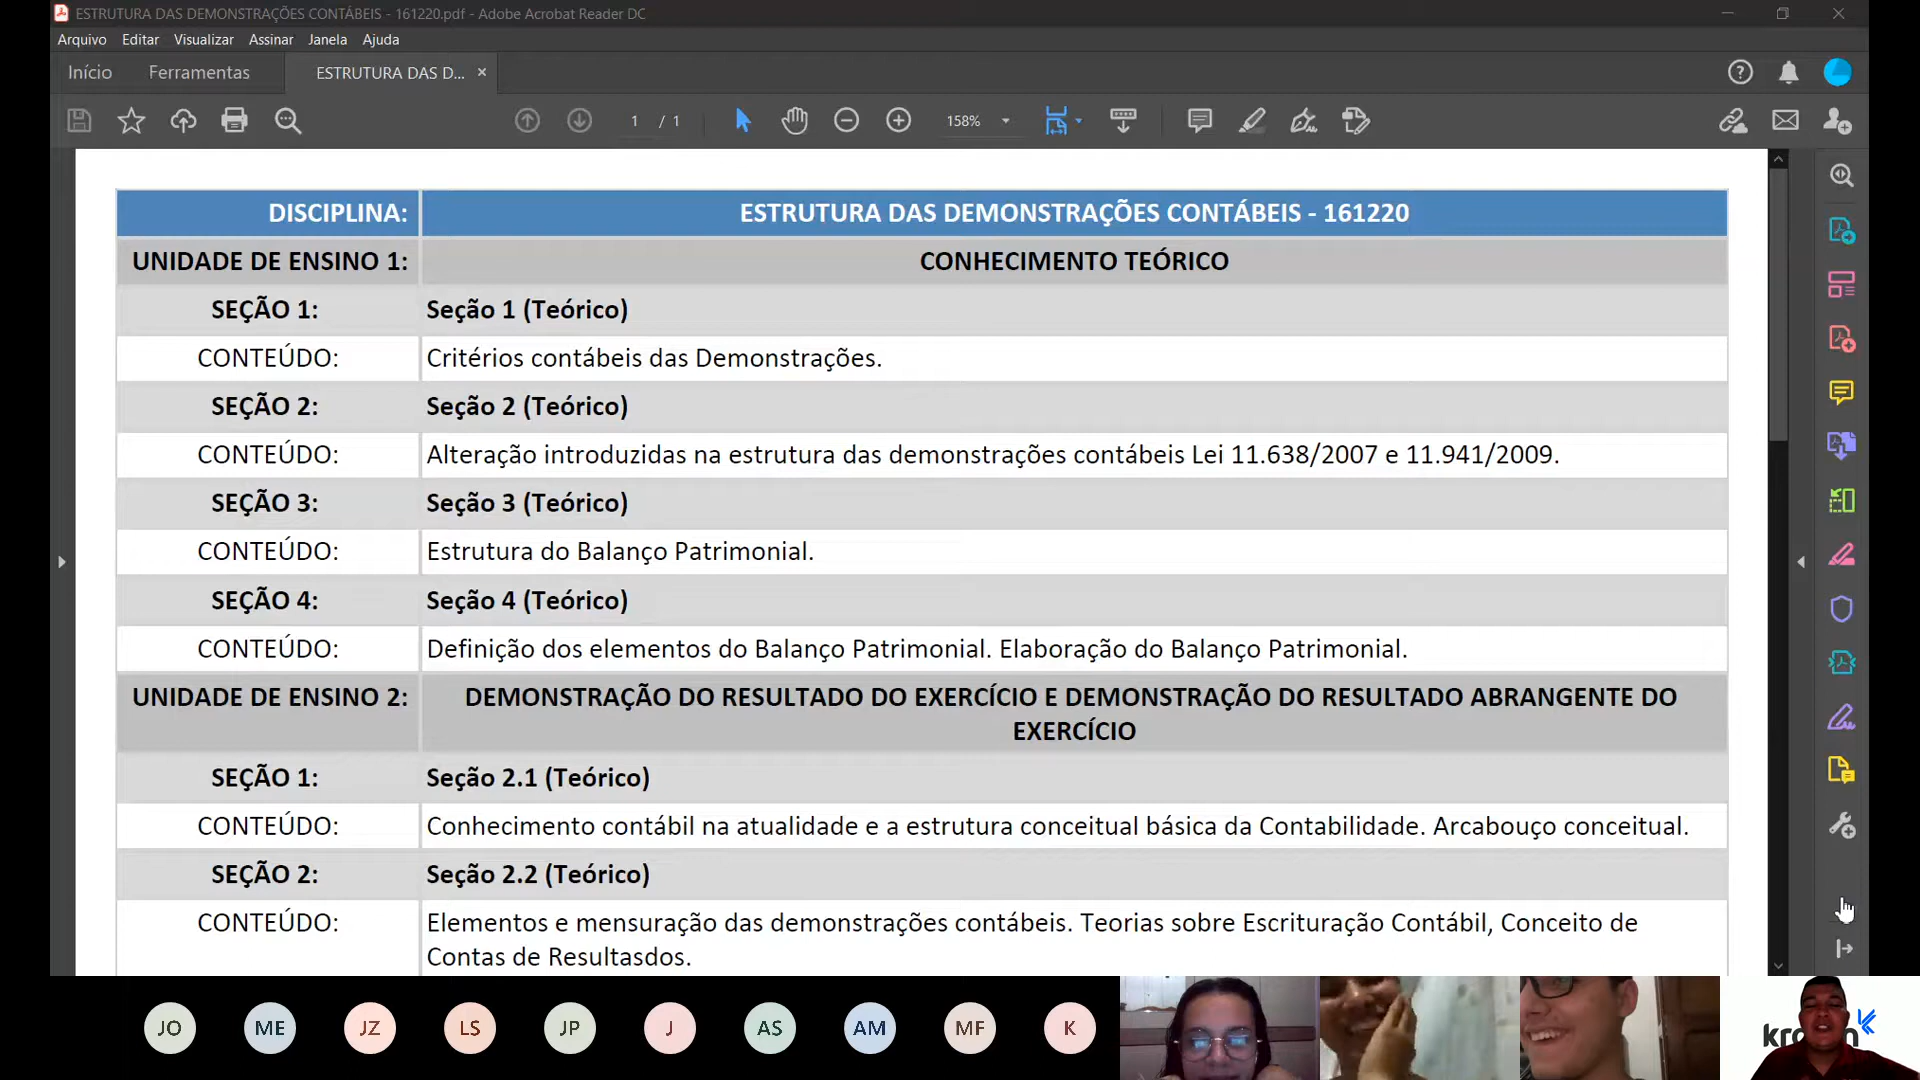 ESTRUTURA DAS DEMONSTRAÇÕES CONTÁBEIS - 161220.pdf - Adobe Acrobat Reader DC
Arquivo Editar Visualizar Assinar Janela Ajuda
Início Ferramentas ESTRUTURA DAS D... ×
1 / 1 158%
DISCIPLINA: ESTRUTURA DAS DEMONSTRAÇÕES CONTÁBEIS - 161220
UNIDADE DE ENSINO 1: CONHECIMENTO TEÓRICO
SEÇÃO 1: Seção 1 (Teórico)
CONTEÚDO: Critérios contábeis das Demonstrações.
SEÇÃO 2: Seção 2 (Teórico)
CONTEÚDO: Alteração introduzidas na estrutura das demonstrações contábeis Lei 11.638/2007 e 11.941/2009.
SEÇÃO 3: Seção 3 (Teórico)
CONTEÚDO: Estrutura do Balanço Patrimonial.
SEÇÃO 4: Seção 4 (Teórico)
CONTEÚDO: Definição dos elementos do Balanço Patrimonial. Elaboração do Balanço Patrimonial.
UNIDADE DE ENSINO 2: DEMONSTRAÇÃO DO RESULTADO DO EXERCÍCIO E DEMONSTRAÇÃO DO RESULTADO ABRANGENTE DO
EXERCÍCIO
SEÇÃO 1: Seção 2.1 (Teórico)
CONTEÚDO: Conhecimento contábil na atualidade e a estrutura conceitual básica da Contabilidade. Arcabouço conceitual.
SEÇÃO 2: Seção 2.2 (Teórico)
CONTEÚDO: Elementos e mensuração das demonstrações contábeis. Teorias sobre Escrituração Contábil, Conceito de
Contas de Resultasdos.
JO ME JZ LS JP J AS AM MF K